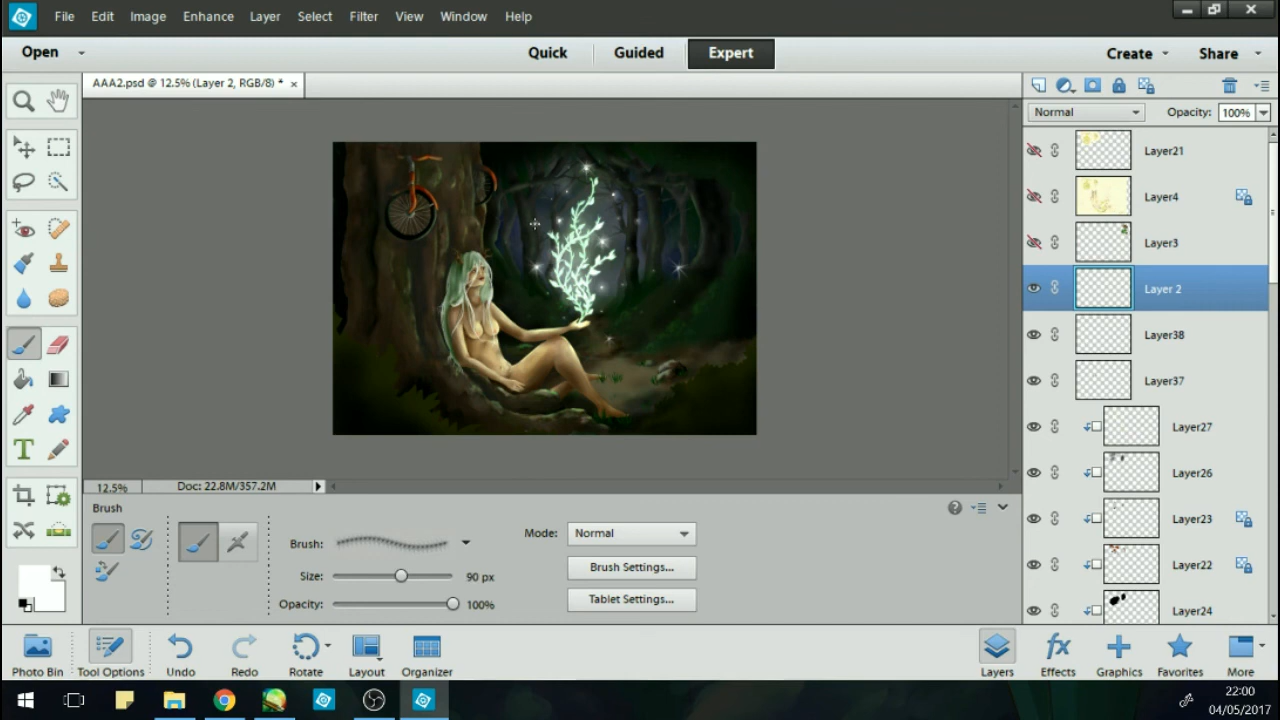 File Edit Image Enhance Layer Select Filter View Window Help
Open Quick Guided Expert Create Share
AAA2.psd @ 12.5% (Layer 2, RGB/8) * ×
Normal Opacity: 100%
Layer21
Layer4
Layer3
Layer 2
Layer38
Layer37
Layer27
Layer26
Layer23
Layer22
Layer24
12.5% Doc: 22.8M/357.2M
Brush
Brush: Mode: Normal
Size: 90 px Brush Settings...
Opacity: 100% Tablet Settings...
Photo Bin Tool Options Undo Redo Rotate Layout Organizer Layers Effects Graphics Favorites More
22:00
04/05/2017